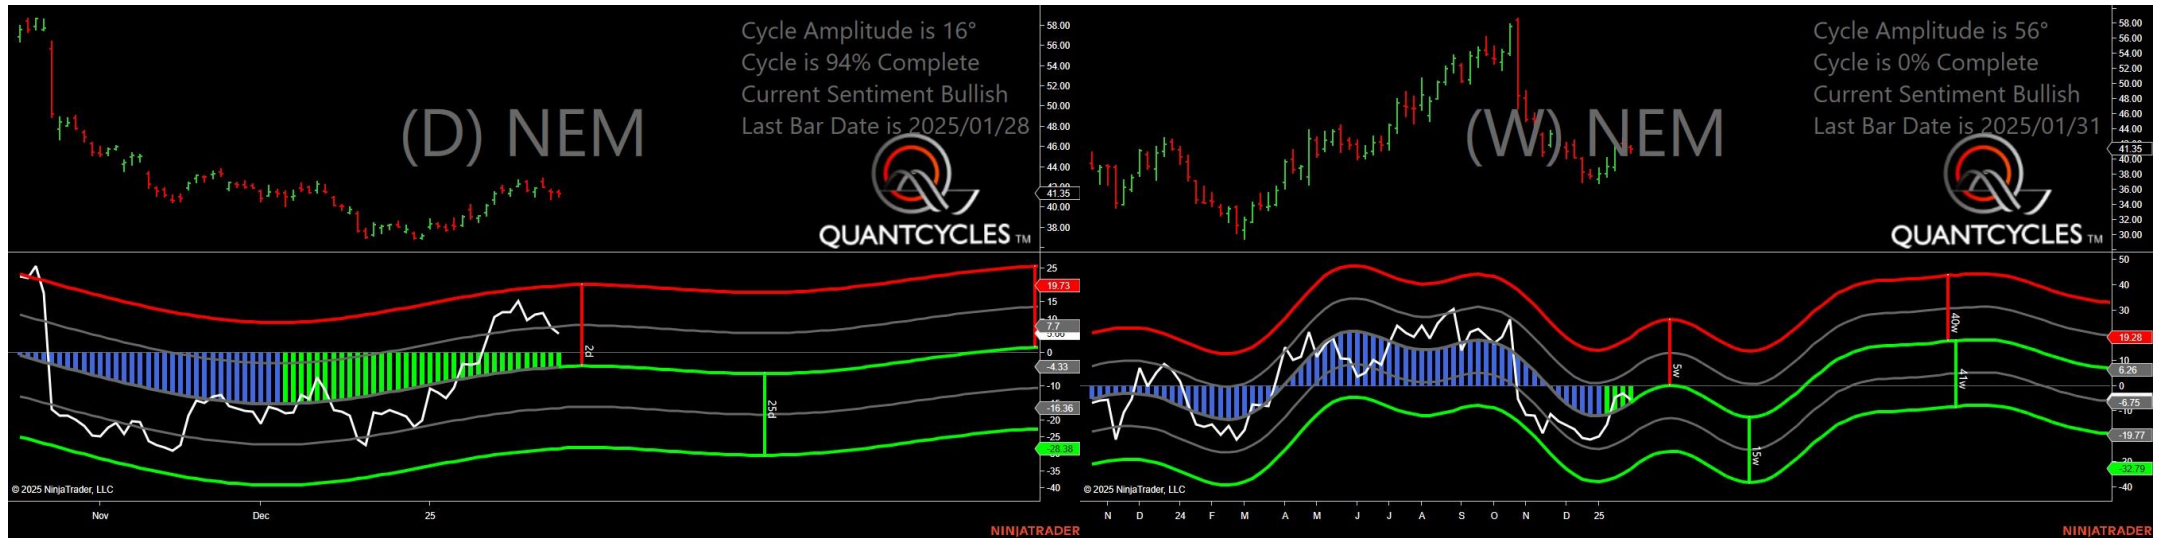 Cycle Amplitude is 16°
Cycle is 94% Complete
Current Sentiment Bullish
Last Bar Date is 2025/01/28
(D) NEM
QUANTCYCLES TM
58.00
56.00
54.00
52.00
50.00
48.00
46.00
44.00
42.00
41.35
40.00
38.00
25
19.73
15
10
7.7
5.66
0
-4.33
-10
-16.36
-20
-25
-28.38
-35
-40
2d
25d
© 2025 NinjaTrader, LLC
Nov
Dec
25
NINJATRADER
Cycle Amplitude is 56°
Cycle is 0% Complete
Current Sentiment Bullish
Last Bar Date is 2025/01/31
(W) NEM
QUANTCYCLES TM
58.00
56.00
54.00
52.00
50.00
48.00
46.00
44.00
41.35
40.00
38.00
36.00
34.00
32.00
30.00
50
40
30
19.28
10
6.26
0
-6.75
-10
-19.77
-32.79
-40
5w
15w
40w
41w
© 2025 NinjaTrader, LLC
N D 24 F M A M J J A S O N D 25
NINJATRADER